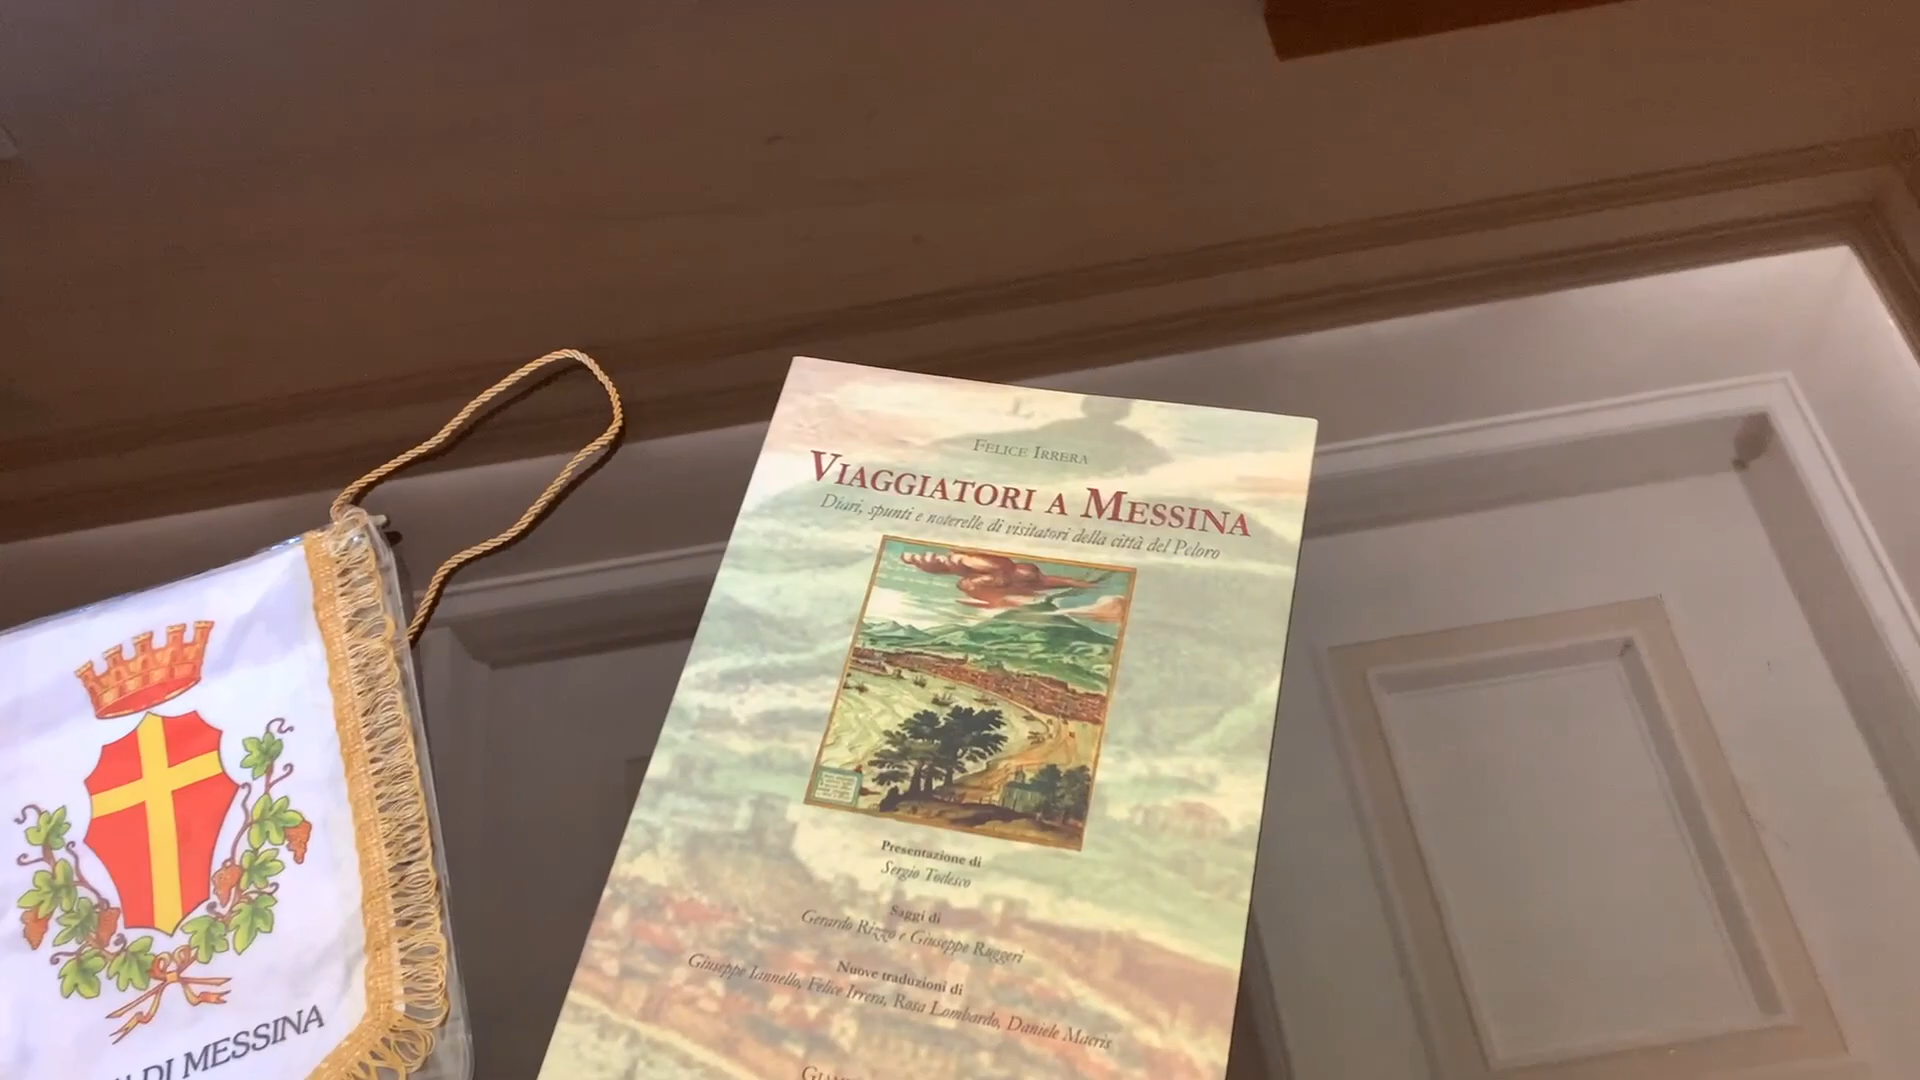 FELICE IRRERA
VIAGGIATORI A MESSINA
Diari, spunti e noterelle di visitatori della città del Peloro
Presentazione di
Sergio Todesco
Saggi di
Gerardo Rizzo e Giuseppe Ruggeri
Nuove traduzioni di
Giuseppe Iannello, Felice Irrera, Rosa Lombardo, Daniele Macris
DI MESSINA